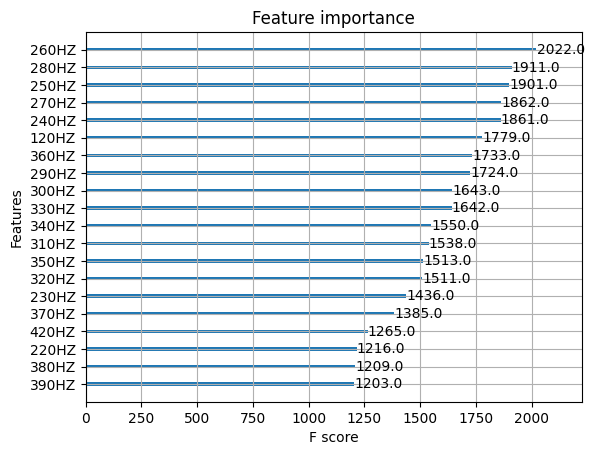 Feature importance
Features
260HZ 2022.0
280HZ 1911.0
250HZ 1901.0
270HZ 1862.0
240HZ 1861.0
120HZ 1779.0
360HZ 1733.0
290HZ 1724.0
300HZ 1643.0
330HZ 1642.0
340HZ 1550.0
310HZ 1538.0
350HZ 1513.0
320HZ 1511.0
230HZ 1436.0
370HZ 1385.0
420HZ 1265.0
220HZ 1216.0
380HZ 1209.0
390HZ 1203.0
0 250 500 750 1000 1250 1500 1750 2000
F score